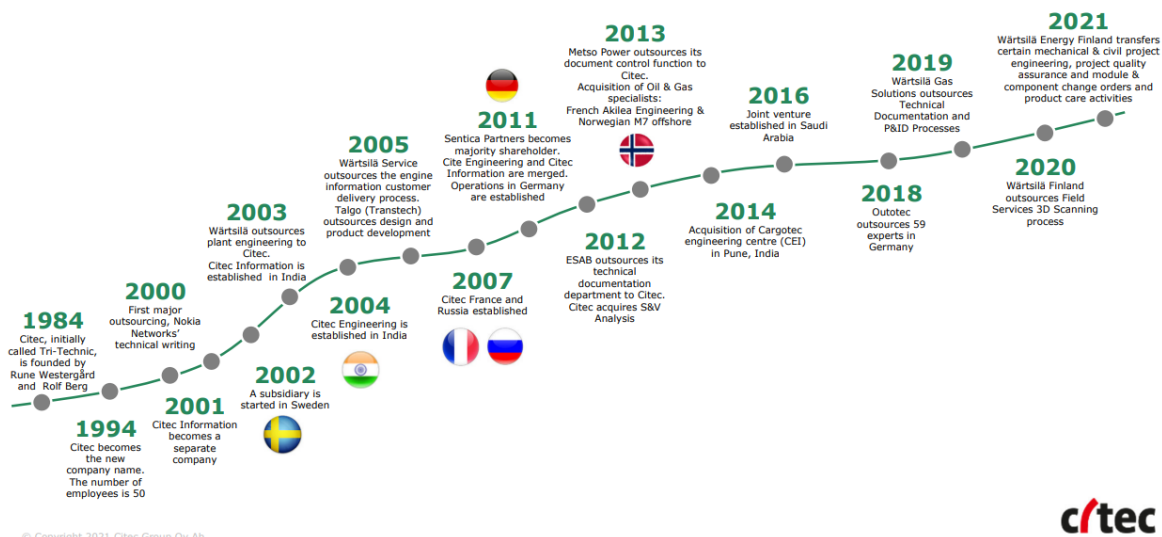 1984
Citec, initially
called Tri-Technic,
is founded by
Rune Westergård
and Rolf Berg
1994
Citec becomes
the new
company name.
The number of
employees is 50
2000
First major
outsourcing, Nokia
Networks’
technical writing
2001
Citec Information
becomes a
separate
company
2002
A subsidiary is
started in Sweden
2003
Wärtsilä outsources
plant engineering to
Citec.
Citec Information is
established in India
2004
Citec Engineering is
established in India
2005
Wärtsilä Service
outsources the engine
information customer
delivery process.
Talgo (Transtech)
outsources design and
product development
2007
Citec France and
Russia established
2011
Sentica Partners becomes
majority shareholder.
Cite Engineering and Citec
Information are merged.
Operations in Germany
are established
2012
ESAB outsources its
technical
documentation
department to Citec.
Citec acquires S&V
Analysis
2013
Metso Power outsources its
document control function to
Citec.
Acquisition of Oil & Gas
specialists:
French Akilea Engineering &
Norwegian M7 offshore
2014
Acquisition of Cargotec
engineering centre (CEI)
in Pune, India
2016
Joint venture
established in Saudi
Arabia
2018
Outotec
outsources 59
experts in
Germany
2019
Wärtsilä Gas
Solutions outsources
Technical
Documentation and
P&ID Processes
2020
Wärtsilä Finland
outsources Field
Services 3D Scanning
process
2021
Wärtsilä Energy Finland transfers
certain mechanical & civil project
engineering, project quality
assurance and module &
component change orders and
product care activities
© Copyright 2021 Citec Group Oy Ab
citec